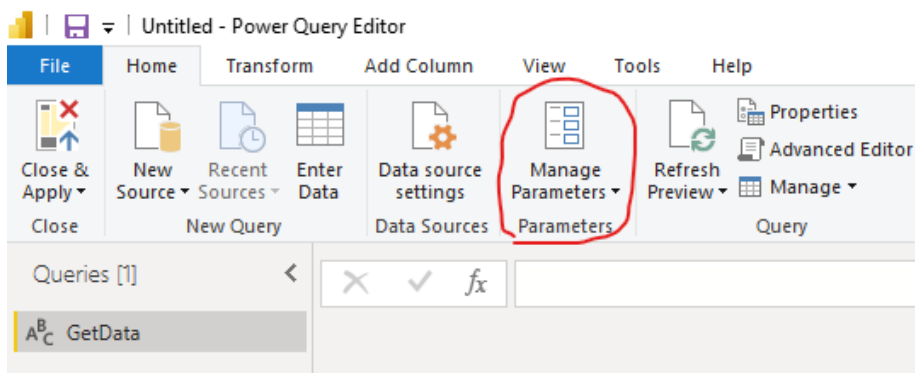 Untitled - Power Query Editor
File Home Transform Add Column View Tools Help
Close & Apply
New Source
Recent Sources
Enter Data
Data source settings
Manage Parameters
Refresh Preview
Properties
Advanced Editor
Manage
Close New Query Data Sources Parameters Query
Queries [1]
fx
ABC GetData